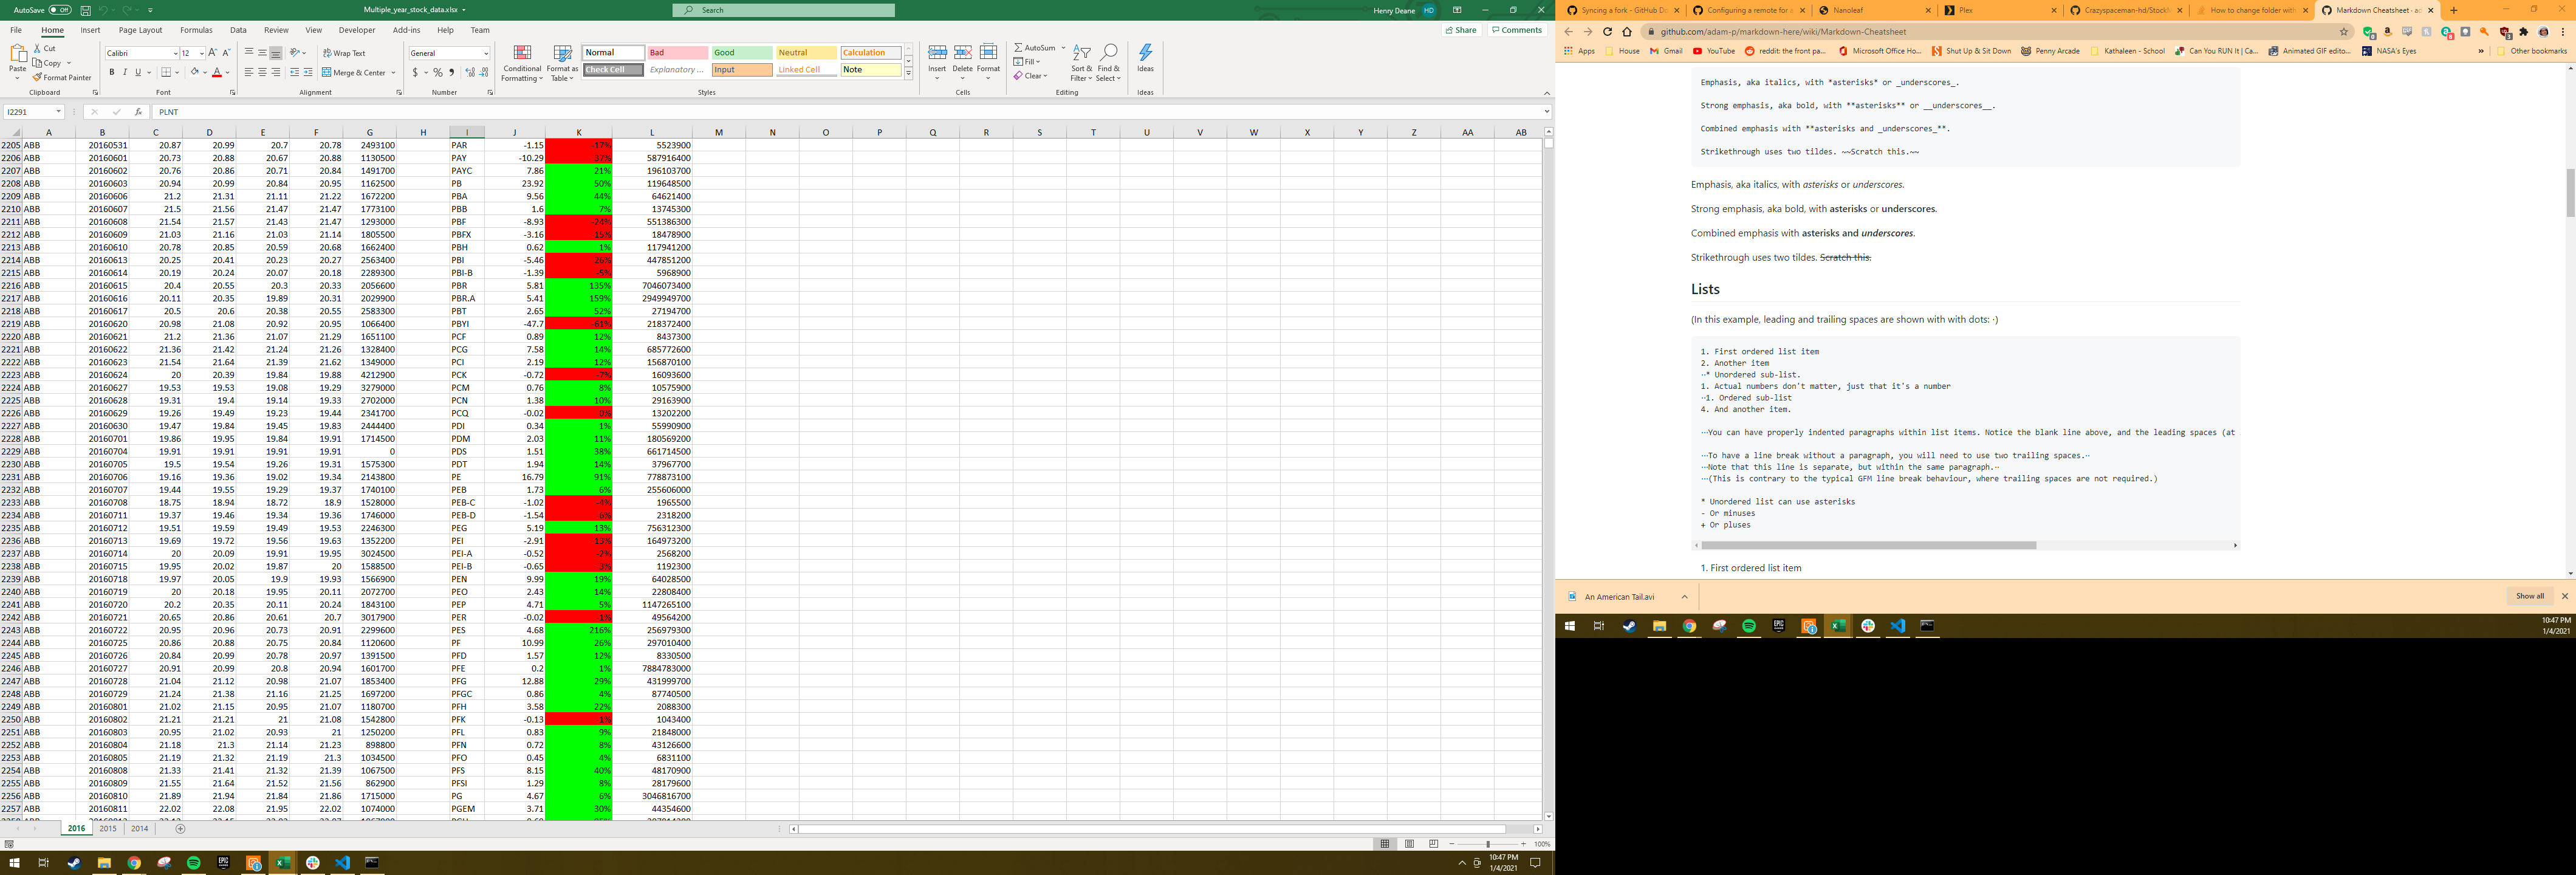 AutoSave Off Multiple_year_stock_data.xlsx Search Henry Deane HD
File Home Insert Page Layout Formulas Data Review View Developer Add-ins Help Team Share Comments
Paste Cut Copy Format Painter Clipboard
Calibri 12 B I U Font
Wrap Text Merge & Center Alignment
General $ % Number
Conditional Formatting Format as Table
Normal Bad Good Neutral Calculation
Check Cell Explanatory ... Input Linked Cell Note
Styles
Insert Delete Format Cells
AutoSum Fill Clear Sort & Filter Find & Select Editing
Ideas Ideas
I2291 fx PLNT
A B C D E F G H I J K L M N O P Q R S T U V W X Y Z AA AB
2205 ABB 20160531 20.87 20.99 20.7 20.78 2493100 PAR -1.15 -17% 5523900
2206 ABB 20160601 20.73 20.88 20.67 20.88 1130500 PAY -10.29 -37% 587916400
2207 ABB 20160602 20.76 20.86 20.71 20.84 1491700 PAYC 7.86 21% 196103700
2208 ABB 20160603 20.94 20.99 20.84 20.95 1162500 PB 23.92 50% 119648500
2209 ABB 20160606 21.2 21.31 21.11 21.22 1672200 PBA 9.56 44% 64621400
2210 ABB 20160607 21.5 21.56 21.47 21.47 1773100 PBB 1.6 7% 13745300
2211 ABB 20160608 21.54 21.57 21.43 21.47 1293000 PBF -8.93 -24% 551386300
2212 ABB 20160609 21.03 21.16 21.03 21.14 1805500 PBFX -3.16 -15% 18478900
2213 ABB 20160610 20.78 20.85 20.59 20.68 1662400 PBH 0.62 1% 117941200
2214 ABB 20160613 20.25 20.41 20.23 20.27 2563400 PBI -5.46 -26% 447851200
2215 ABB 20160614 20.19 20.24 20.07 20.18 2289300 PBI-B -1.39 -5% 5968900
2216 ABB 20160615 20.4 20.55 20.3 20.33 2056600 PBR 5.81 135% 7046073400
2217 ABB 20160616 20.11 20.35 19.89 20.31 2029900 PBR.A 5.41 159% 2949949700
2218 ABB 20160617 20.5 20.6 20.38 20.55 2583300 PBT 2.65 52% 27194700
2219 ABB 20160620 20.98 21.08 20.92 20.95 1066400 PBYI -47.7 -61% 218372400
2220 ABB 20160621 21.2 21.36 21.07 21.29 1651100 PCF 0.89 12% 8437300
2221 ABB 20160622 21.36 21.42 21.24 21.26 1328400 PCG 7.58 14% 685772600
2222 ABB 20160623 21.54 21.64 21.39 21.62 1349000 PCI 2.19 12% 156870100
2223 ABB 20160624 20 20.39 19.84 19.88 4212900 PCK -0.72 -7% 16093600
2224 ABB 20160627 19.53 19.53 19.08 19.29 3279000 PCM 0.76 8% 10575900
2225 ABB 20160628 19.31 19.4 19.14 19.33 2702000 PCN 1.38 10% 29163900
2226 ABB 20160629 19.26 19.49 19.23 19.44 2341700 PCQ -0.02 0% 13202200
2227 ABB 20160630 19.47 19.84 19.45 19.83 2444400 PDI 0.34 1% 55990900
2228 ABB 20160701 19.86 19.95 19.84 19.91 1714500 PDM 2.03 11% 180569200
2229 ABB 20160704 19.91 19.91 19.91 19.91 0 PDS 1.51 38% 661714500
2230 ABB 20160705 19.5 19.54 19.26 19.31 1575300 PDT 1.94 14% 37967700
2231 ABB 20160706 19.16 19.36 19.02 19.34 2143800 PE 16.79 91% 778873100
2232 ABB 20160707 19.44 19.55 19.29 19.37 1740100 PEB 1.73 6% 255606000
2233 ABB 20160708 18.75 18.94 18.72 18.9 1528000 PEB-C -1.02 -4% 1965500
2234 ABB 20160711 19.37 19.46 19.34 19.36 1746000 PEB-D -1.54 -6% 2318200
2235 ABB 20160712 19.51 19.59 19.49 19.53 2246300 PEG 5.19 13% 756312300
2236 ABB 20160713 19.69 19.72 19.56 19.63 1352200 PEI -2.91 -13% 164973200
2237 ABB 20160714 20 20.09 19.91 19.95 3024500 PEI-A -0.52 -2% 2568200
2238 ABB 20160715 19.95 20.02 19.87 20 1588500 PEI-B -0.65 -3% 1192300
2239 ABB 20160718 19.97 20.05 19.9 19.93 1566900 PEN 9.99 19% 64028500
2240 ABB 20160719 20 20.18 19.95 20.11 2072700 PEO 2.43 14% 22808400
2241 ABB 20160720 20.2 20.35 20.11 20.24 1843100 PEP 4.71 5% 1147265100
2242 ABB 20160721 20.65 20.86 20.61 20.7 3017900 PER -0.02 -1% 49564200
2243 ABB 20160722 20.95 20.96 20.73 20.91 2299600 PES 4.68 216% 256979300
2244 ABB 20160725 20.86 20.88 20.75 20.84 1120600 PF 10.99 26% 297010400
2245 ABB 20160726 20.84 20.99 20.78 20.97 1391500 PFD 1.57 12% 8330500
2246 ABB 20160727 20.91 20.99 20.8 20.94 1601700 PFE 0.2 1% 7884783000
2247 ABB 20160728 21.04 21.12 20.98 21.07 1853400 PFG 12.88 29% 431999700
2248 ABB 20160729 21.24 21.38 21.16 21.25 1697200 PFGC 0.86 4% 87740500
2249 ABB 20160801 21.02 21.15 20.95 21.07 1180700 PFH 3.58 22% 2088300
2250 ABB 20160802 21.21 21.21 21 21.08 1542800 PFK -0.13 -1% 1043400
2251 ABB 20160803 20.95 21.02 20.93 21 1250200 PFL 0.83 9% 21848000
2252 ABB 20160804 21.18 21.3 21.14 21.23 898800 PFN 0.72 8% 43126600
2253 ABB 20160805 21.19 21.32 21.19 21.3 1034500 PFO 0.45 4% 6831100
2254 ABB 20160808 21.33 21.41 21.32 21.39 1067500 PFS 8.15 40% 48170900
2255 ABB 20160809 21.55 21.64 21.52 21.56 862900 PFSI 1.29 8% 28179600
2256 ABB 20160810 21.89 21.94 21.84 21.86 1715000 PG 4.67 6% 3046816700
2257 ABB 20160811 22.02 22.08 21.95 22.02 1074000 PGEM 3.71 30% 44354600
2016 2015 2014
100%
10:47 PM
1/4/2021
Syncing a fork - GitHub Do Configuring a remote for a Nanoleaf Plex Crazyspaceman-hd/StockM How to change folder with Markdown Cheatsheet · ad
github.com/adam-p/markdown-here/wiki/Markdown-Cheatsheet
Apps House Gmail YouTube reddit: the front pa... Microsoft Office Ho... Shut Up & Sit Down Penny Arcade Kathaleen - School Can You RUN It | Ca... Animated GIF edito... NASA's Eyes » Other bookmarks
Emphasis, aka italics, with *asterisks* or _underscores_.
Strong emphasis, aka bold, with **asterisks** or __underscores__.
Combined emphasis with **asterisks and _underscores_**.
Strikethrough uses two tildes. ~~Scratch this.~~
Emphasis, aka italics, with asterisks or underscores.
Strong emphasis, aka bold, with asterisks or underscores.
Combined emphasis with asterisks and underscores.
Strikethrough uses two tildes. Scratch this.
Lists
(In this example, leading and trailing spaces are shown with with dots: ·)
1. First ordered list item
2. Another item
··* Unordered sub-list.
1. Actual numbers don't matter, just that it's a number
··1. Ordered sub-list
4. And another item.
···You can have properly indented paragraphs within list items. Notice the blank line above, and the leading spaces (at
···To have a line break without a paragraph, you will need to use two trailing spaces.··
···Note that this line is separate, but within the same paragraph.··
···(This is contrary to the typical GFM line break behaviour, where trailing spaces are not required.)
* Unordered list can use asterisks
- Or minuses
+ Or pluses
1. First ordered list item
An American Tail.avi Show all
10:47 PM
1/4/2021